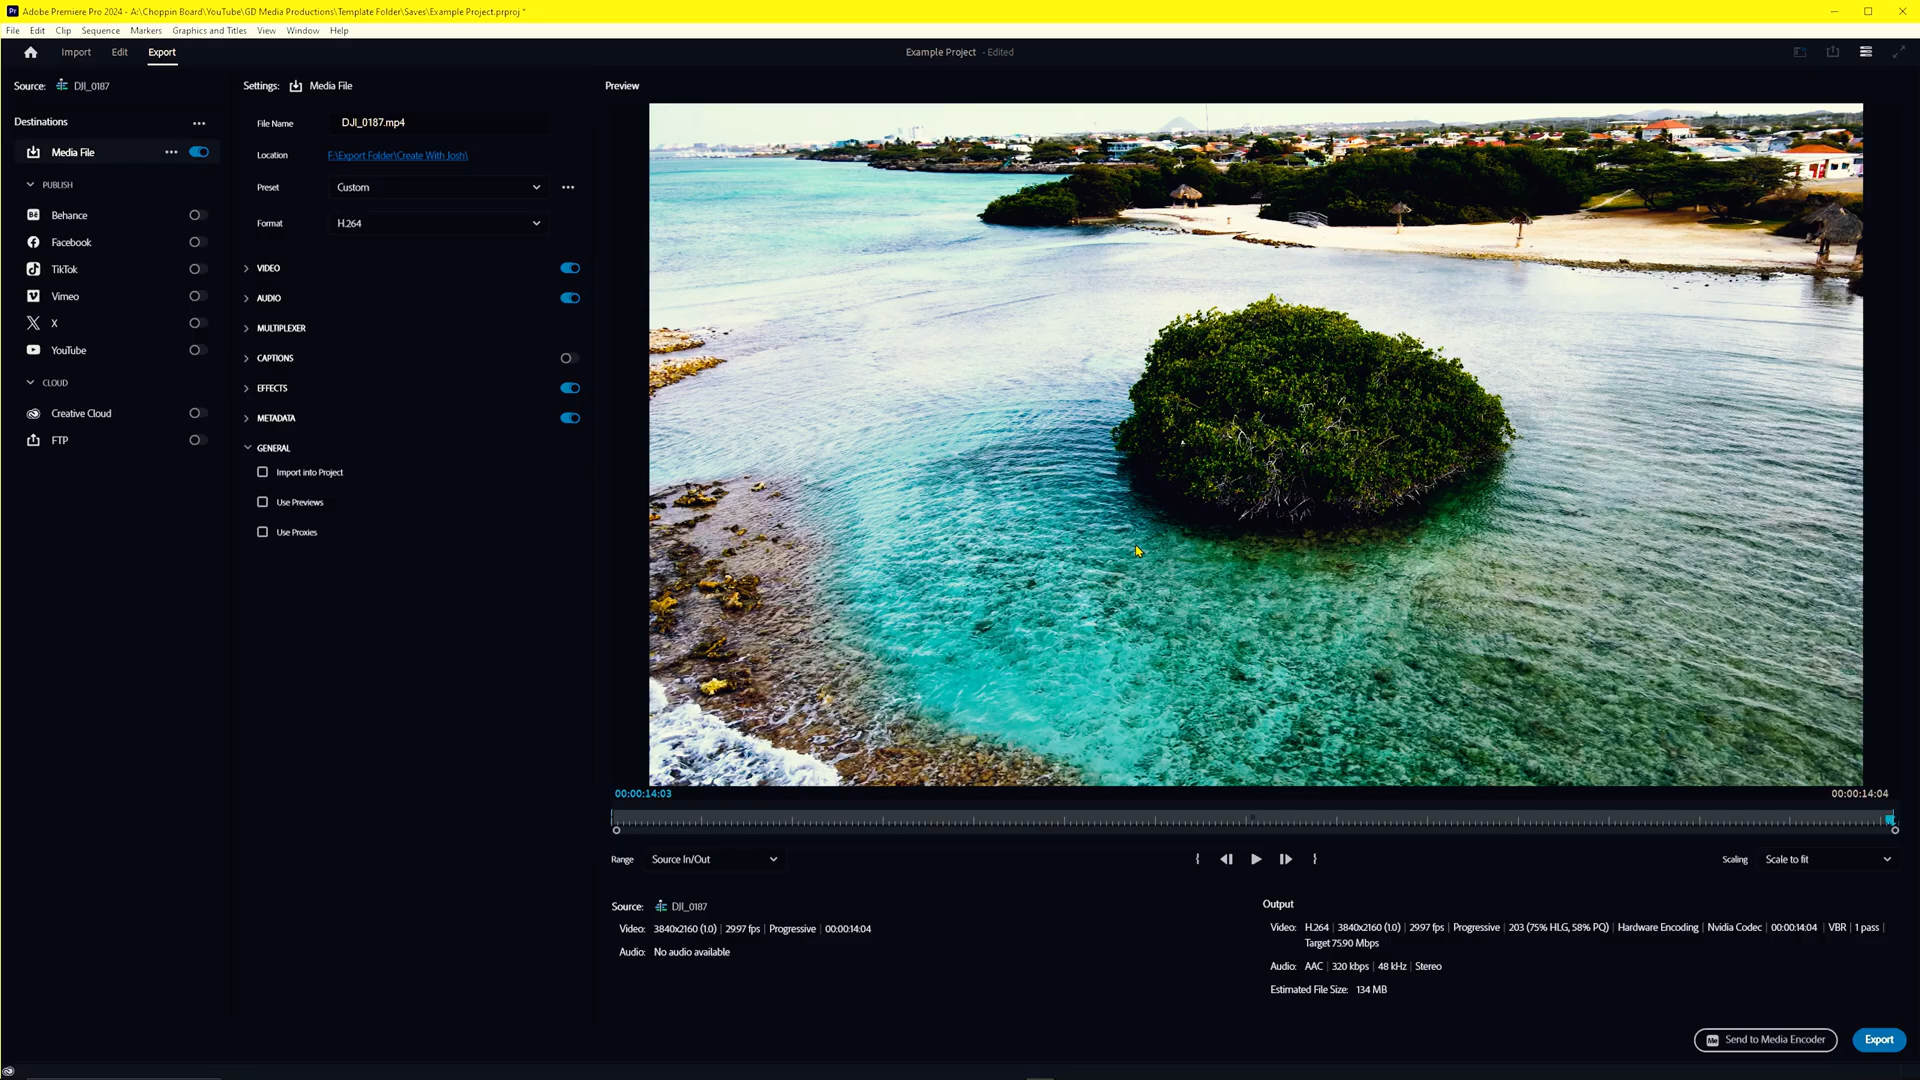 Pr Adobe Premiere Pro 2024 - A:\Choppin Board\YouTube\GD Media Productions\Template Folder\Saves\Example Project.prproj *
File Edit Clip Sequence Markers Graphics and Titles View Window Help
Import Edit Export
Example Project - Edited
Source: DJI_0187
Destinations
Media File
PUBLISH
Behance
Facebook
TikTok
Vimeo
X
YouTube
CLOUD
Creative Cloud
FTP
Settings: Media File
File Name DJI_0187.mp4
Location F:\Export Folder\Create With Josh\
Preset Custom
Format H.264
VIDEO
AUDIO
MULTIPLEXER
CAPTIONS
EFFECTS
METADATA
GENERAL
Import into Project
Use Previews
Use Proxies
Preview
00:00:14:03
00:00:14:04
Range Source In/Out
Scaling Scale to fit
Source: DJI_0187
Video: 3840x2160 (1.0) | 29.97 fps | Progressive | 00:00:14:04
Audio: No audio available
Output
Video: H.264 | 3840x2160 (1.0) | 29.97 fps | Progressive | 203 (75% HLG, 58% PQ) | Hardware Encoding | Nvidia Codec | 00:00:14:04 | VBR | 1 pass |
Target 75.90 Mbps
Audio: AAC | 320 kbps | 48 kHz | Stereo
Estimated File Size: 134 MB
Me Send to Media Encoder
Export